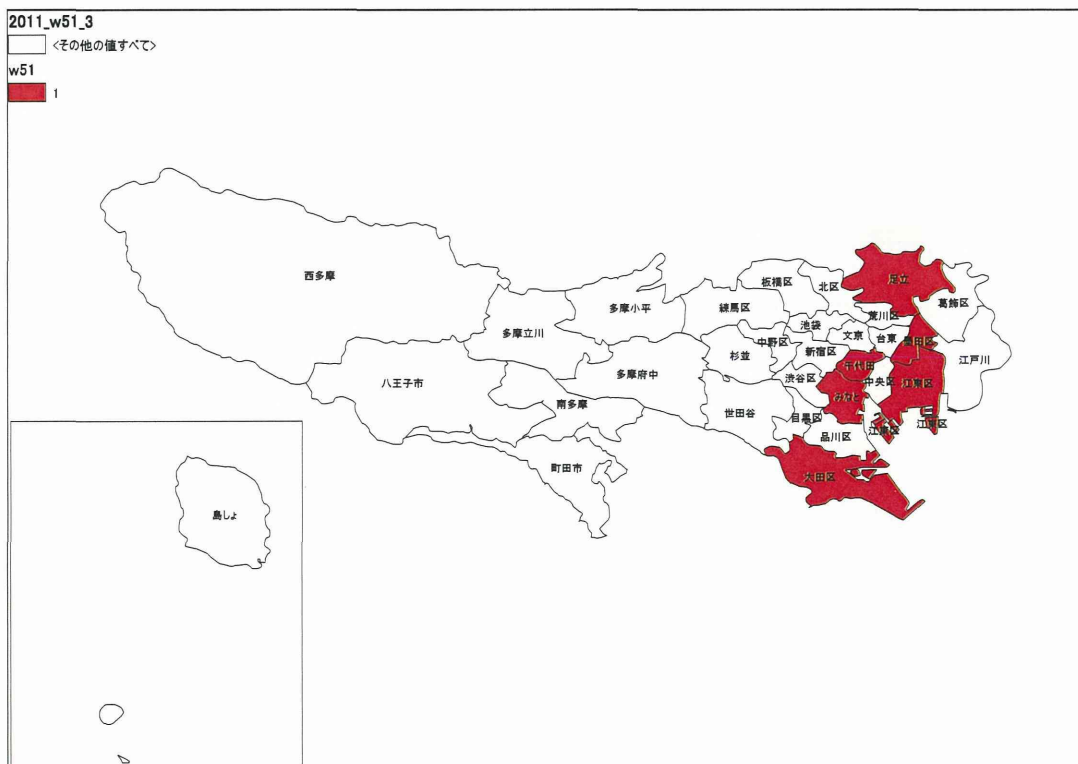 2011_w51_3
<その他の値すべて>
w51
1
西多摩
足立
板橋区
北区
葛飾区
多摩小平
練馬区
荒川区
多摩立川
池袋
文京
台東
墨田区
中野区
新宿区
杉並
江戸川
千代田
多摩府中
渋谷区
中央区
江東区
八王子市
みなと
南多摩
世田谷
目黒区
江東区
江東区
品川区
町田市
大田区
島しょ